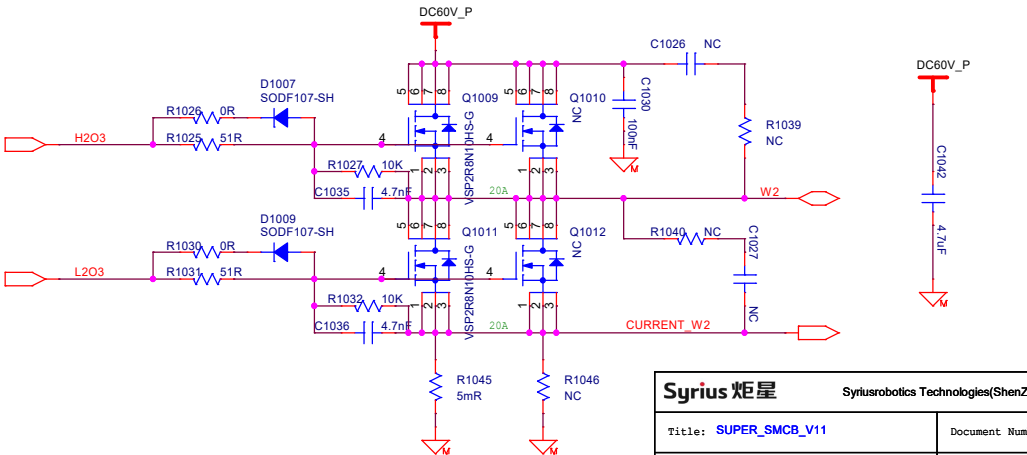 DC60V_P
C1026 NC
DC60V_P
D1007
SODF107-SH
R1026 0R
5 6 7 8
Q1009
5 6 7 8
Q1010
C1030
100nF
R1039
NC
H2O3
R1025 51R
4
VSP2R8N10HS-G
4
NC
M
C1042
4.7uF
R1027 10K
1 2 3
1 2 3
C1035 4.7nF
20A
W2
D1009
SODF107-SH
R1030 0R
5 6 7 8
Q1011
5 6 7 8
Q1012
R1040 NC
C1027
NC
L2O3
R1031 51R
4
VSP2R8N10HS-G
4
NC
M
R1032 10K
1 2 3
1 2 3
C1036 4.7nF
20A
CURRENT_W2
R1045
5mR
R1046
NC
M
M
Syrius 炬星
Syriusrobotics Technologies(ShenZ
Title: SUPER_SMCB_V11
Document Num